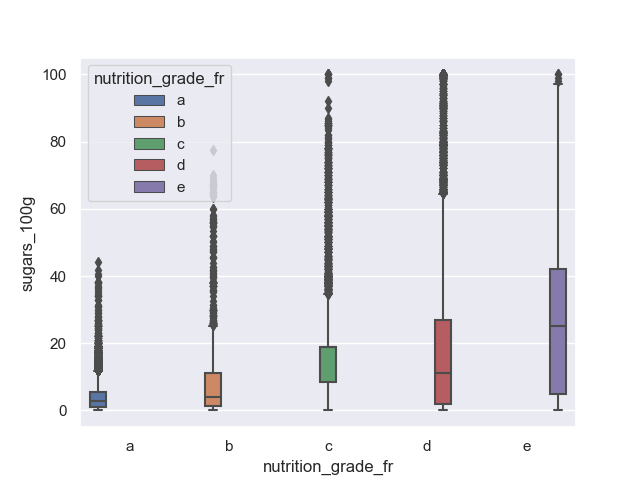 nutrition_grade_fr
a
b
c
d
e
100
80
60
40
20
0
sugars_100g
a b c d e
nutrition_grade_fr